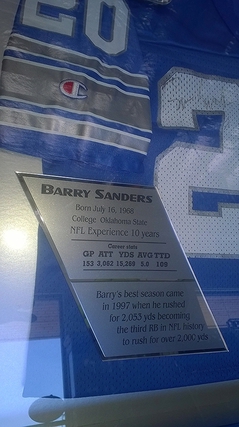 20
2
BARRY SANDERS
Born July 16, 1968
College Oklahoma State
NFL Experience 10 years
Career stats
GP ATT YDS AVG TTD
153 3,062 15,269 5.0 109
Barry's best season came
in 1997 when he rushed
for 2,053 yds becoming
the third RB in NFL history
to rush for over 2,000 yds